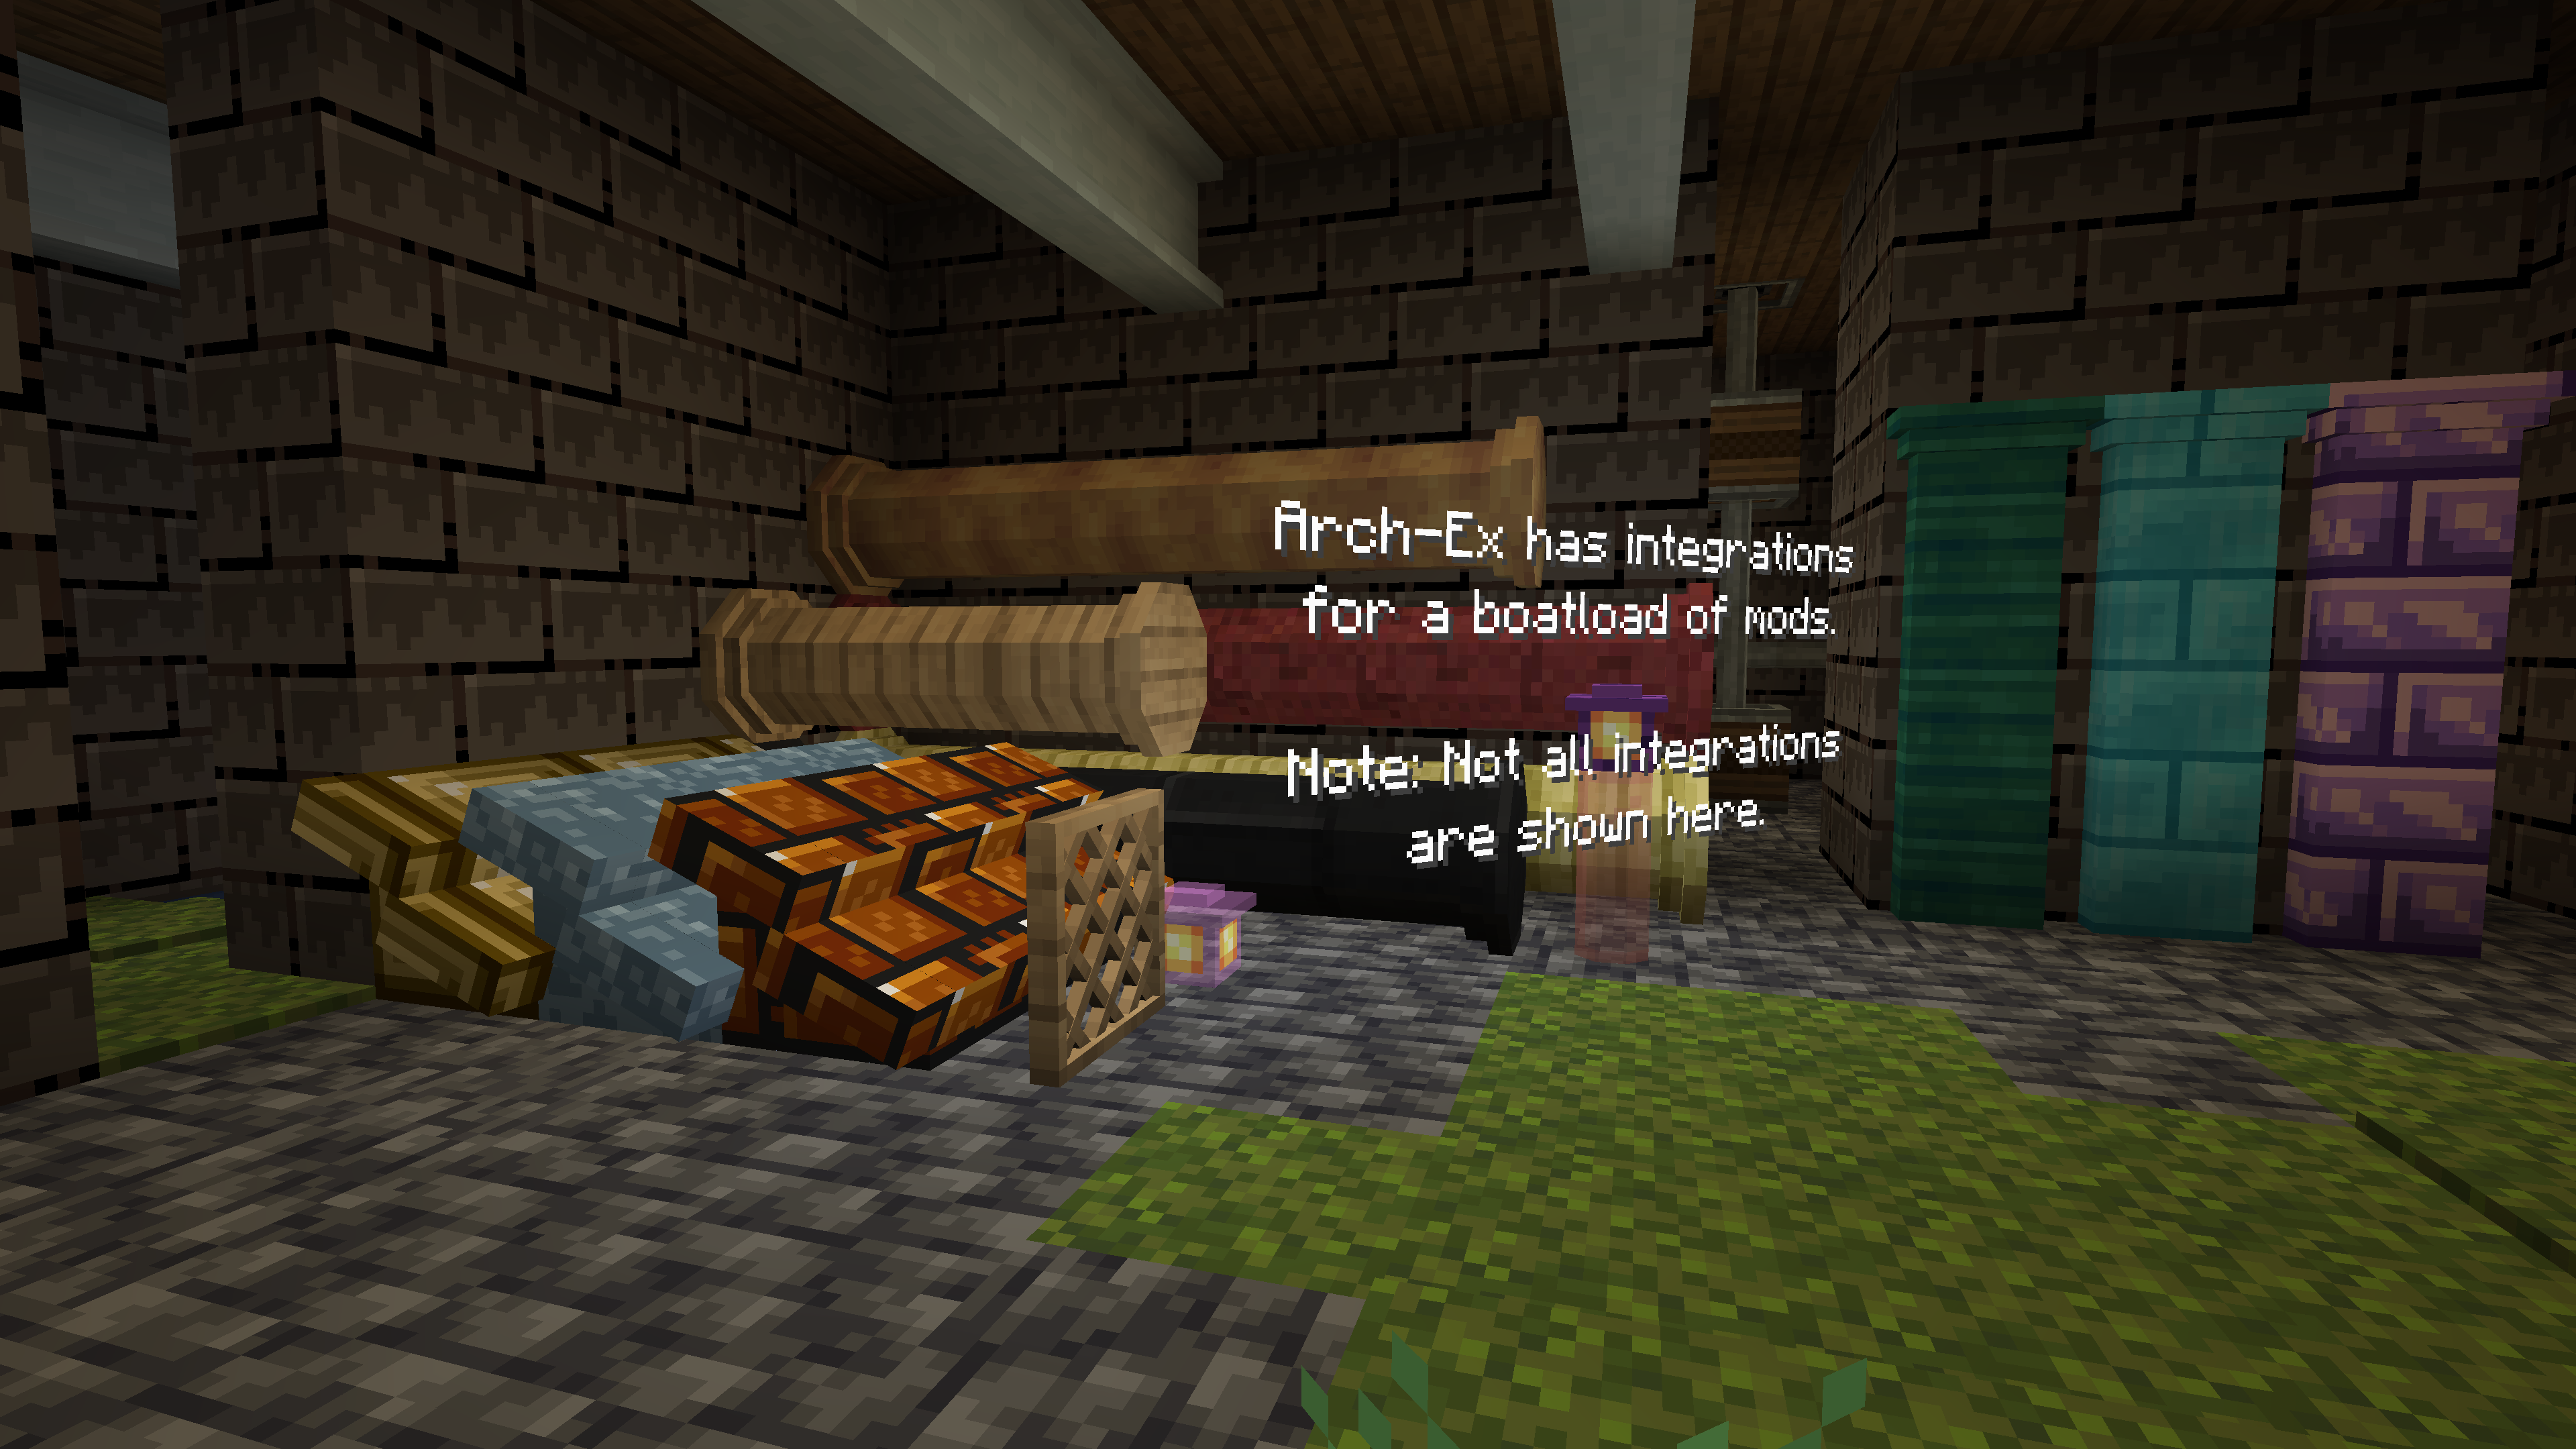 Arch-Ex has integrations
for a boatload of mods.
Note: Not all integrations
are shown here.